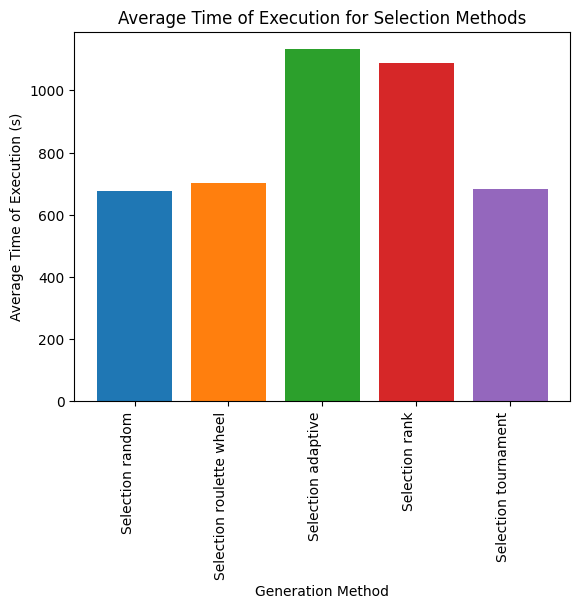 Average Time of Execution for Selection Methods
Average Time of Execution (s)
1000
800
600
400
200
0
Selection random
Selection roulette wheel
Selection adaptive
Selection rank
Selection tournament
Generation Method